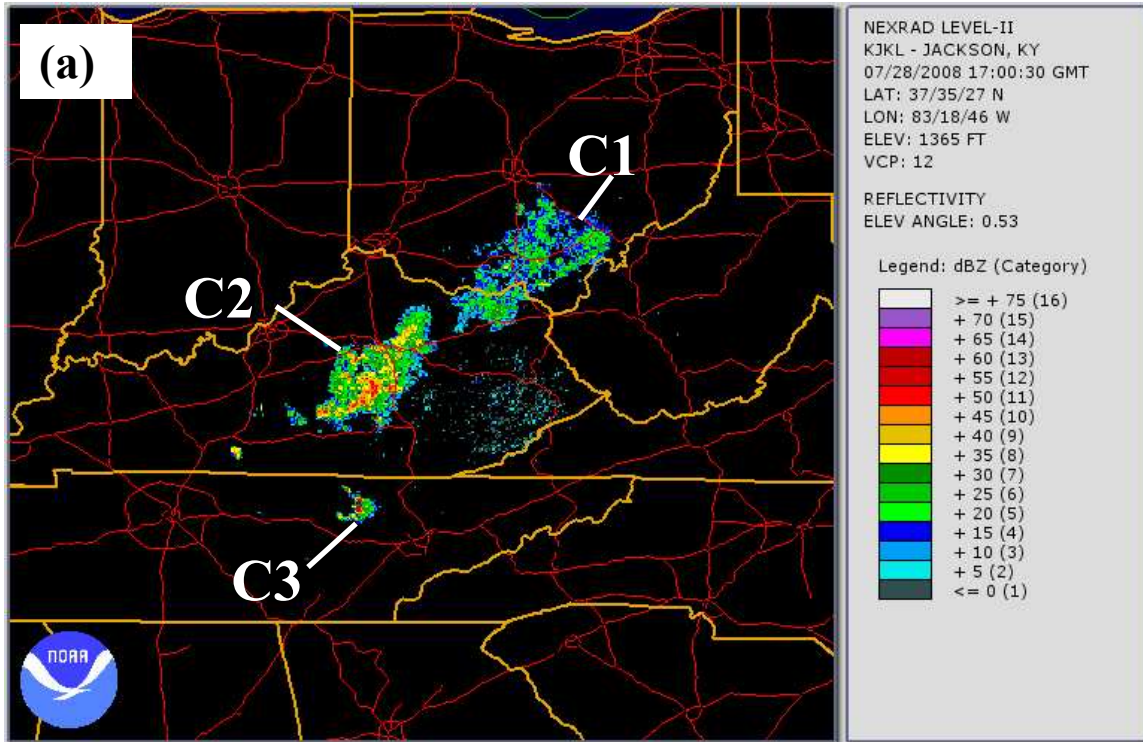 (a)
C1
C2
C3
NOAA
NEXRAD LEVEL-II
KJKL - JACKSON, KY
07/28/2008 17:00:30 GMT
LAT: 37/35/27 N
LON: 83/18/46 W
ELEV: 1365 FT
VCP: 12
REFLECTIVITY
ELEV ANGLE: 0.53
Legend: dBZ (Category)
>= + 75 (16)
+ 70 (15)
+ 65 (14)
+ 60 (13)
+ 55 (12)
+ 50 (11)
+ 45 (10)
+ 40 (9)
+ 35 (8)
+ 30 (7)
+ 25 (6)
+ 20 (5)
+ 15 (4)
+ 10 (3)
+ 5 (2)
<= 0 (1)